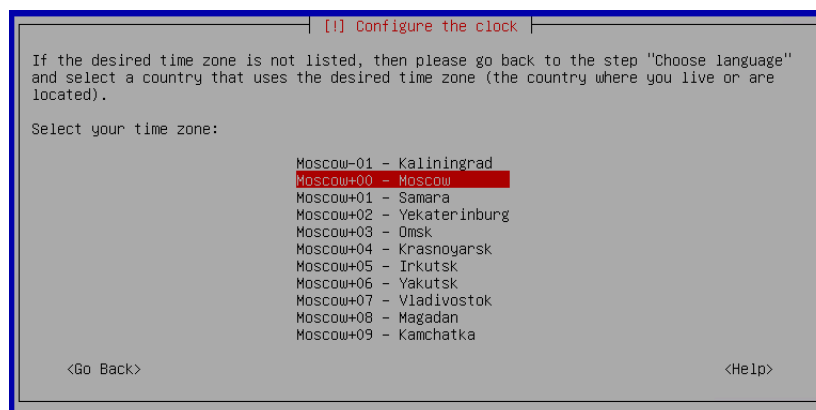 [!] Configure the clock
If the desired time zone is not listed, then please go back to the step "Choose language"
and select a country that uses the desired time zone (the country where you live or are
located).
Select your time zone:
Moscow-01 - Kaliningrad
Moscow+00 - Moscow
Moscow+01 - Samara
Moscow+02 - Yekaterinburg
Moscow+03 - Omsk
Moscow+04 - Krasnoyarsk
Moscow+05 - Irkutsk
Moscow+06 - Yakutsk
Moscow+07 - Vladivostok
Moscow+08 - Magadan
Moscow+09 - Kamchatka
<Go Back> <Help>